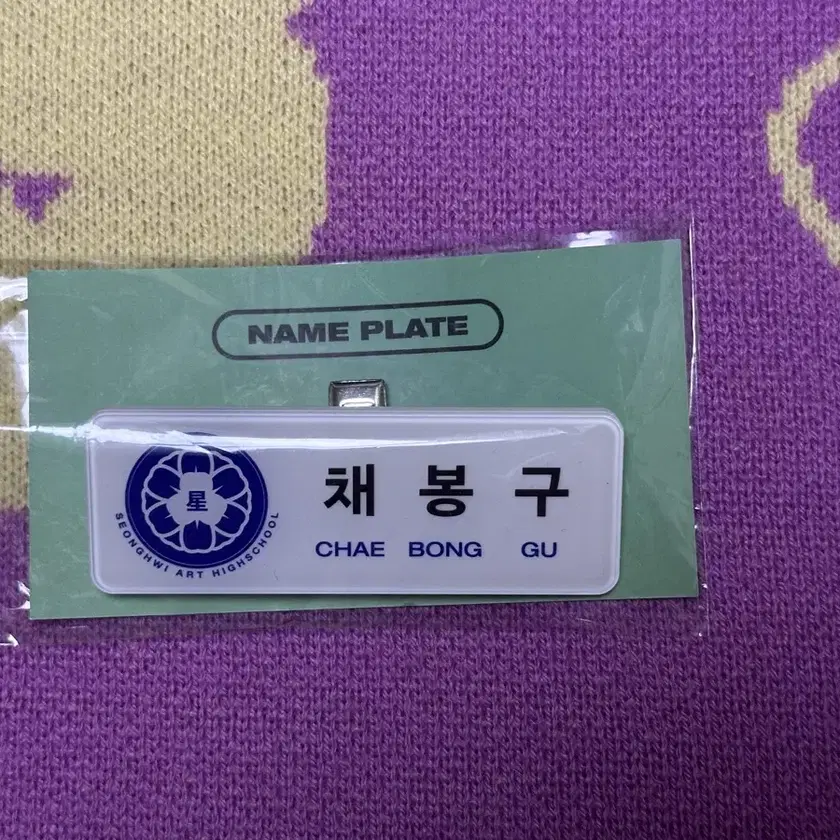 NAME PLATE
星
SEONGHWI ART HIGHSCHOOL
채 봉 구
CHAE BONG GU